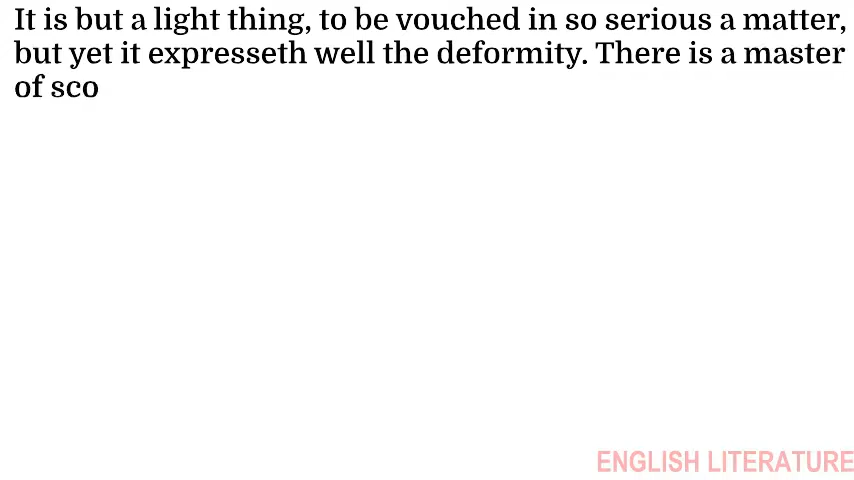 It is but a light thing, to be vouched in so serious a matter,
but yet it expresseth well the deformity. There is a master
of sco
ENGLISH LITERATURE